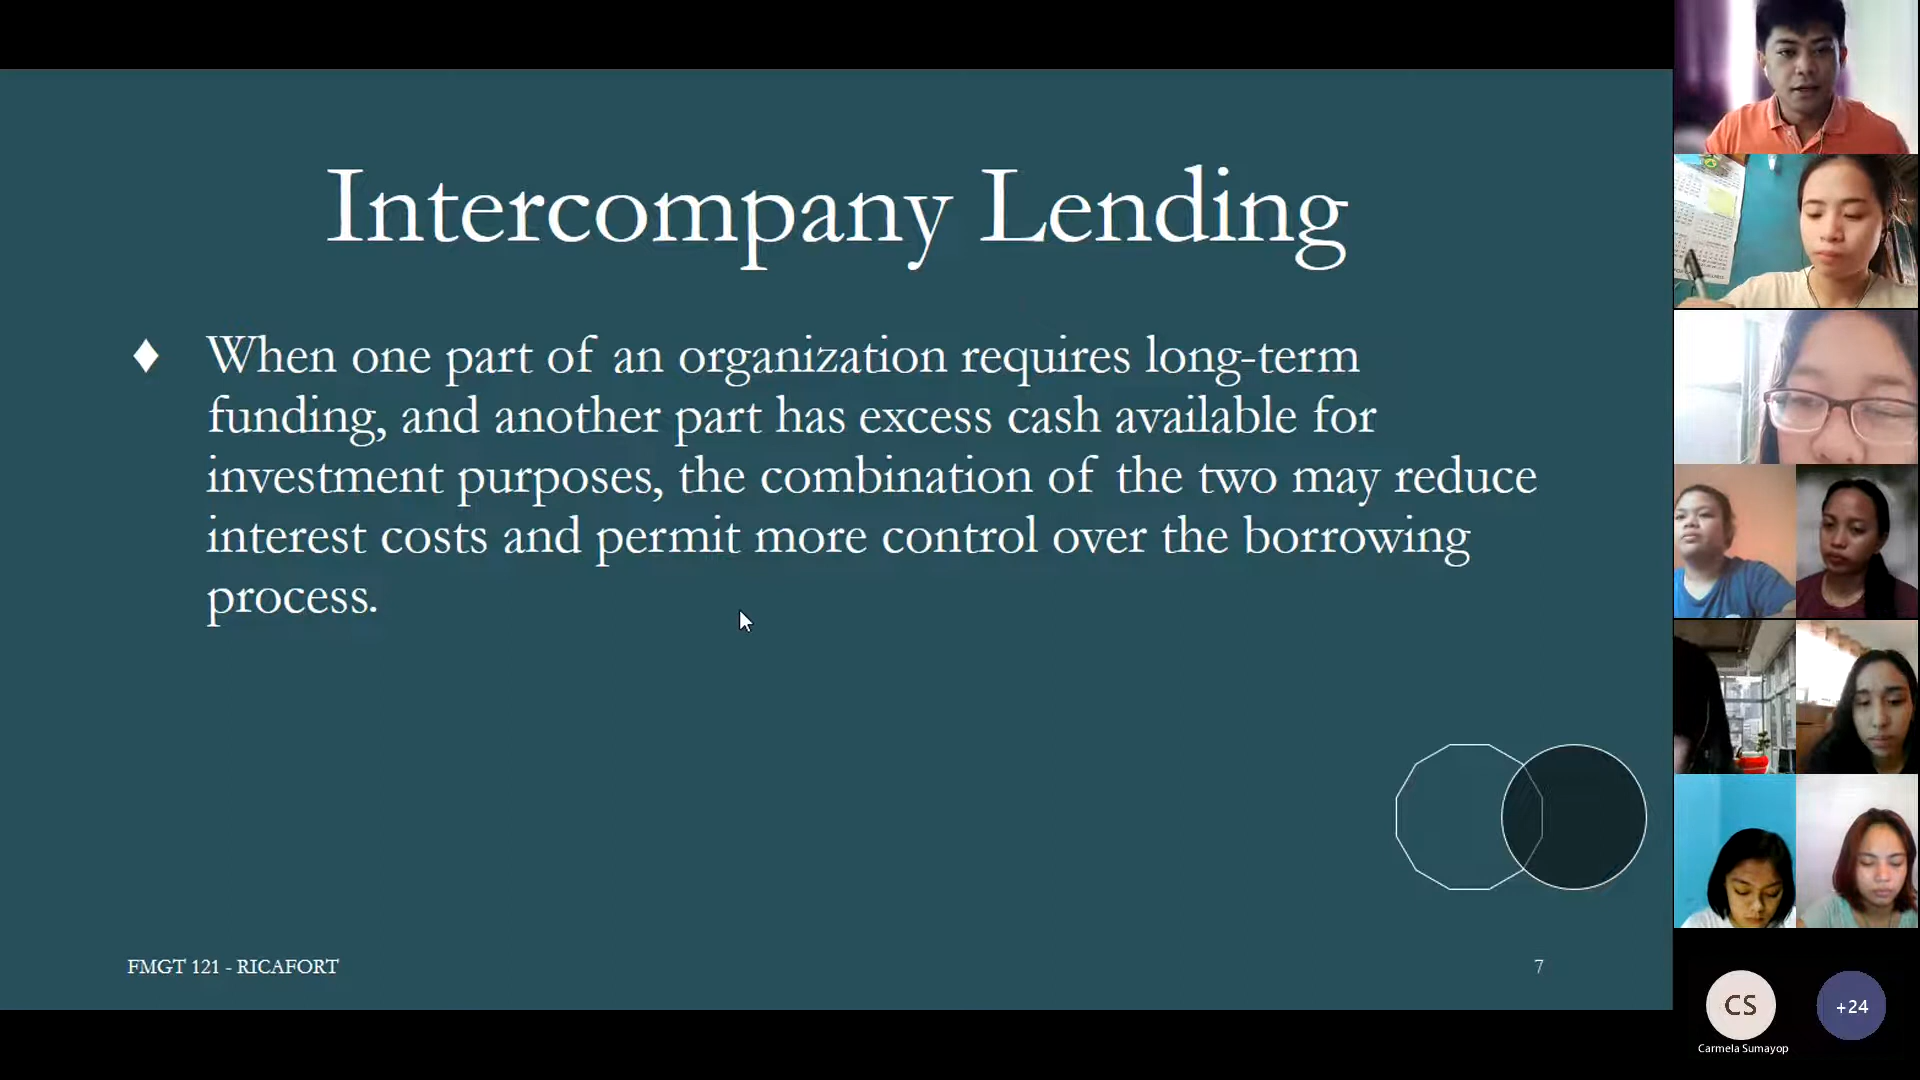 Intercompany Lending
When one part of an organization requires long-term
funding, and another part has excess cash available for
investment purposes, the combination of the two may reduce
interest costs and permit more control over the borrowing
process.
FMGT 121 - RICAFORT
7
CS
+24
Carmela Sumayop